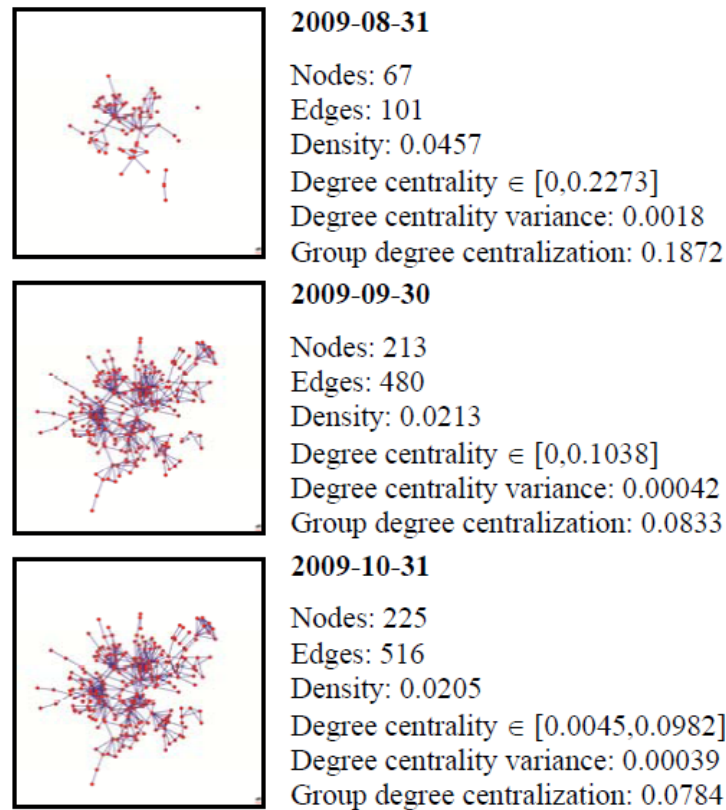 2009-08-31
Nodes: 67
Edges: 101
Density: 0.0457
Degree centrality ∈ [0,0.2273]
Degree centrality variance: 0.0018
Group degree centralization: 0.1872
2009-09-30
Nodes: 213
Edges: 480
Density: 0.0213
Degree centrality ∈ [0,0.1038]
Degree centrality variance: 0.00042
Group degree centralization: 0.0833
2009-10-31
Nodes: 225
Edges: 516
Density: 0.0205
Degree centrality ∈ [0.0045,0.0982]
Degree centrality variance: 0.00039
Group degree centralization: 0.0784